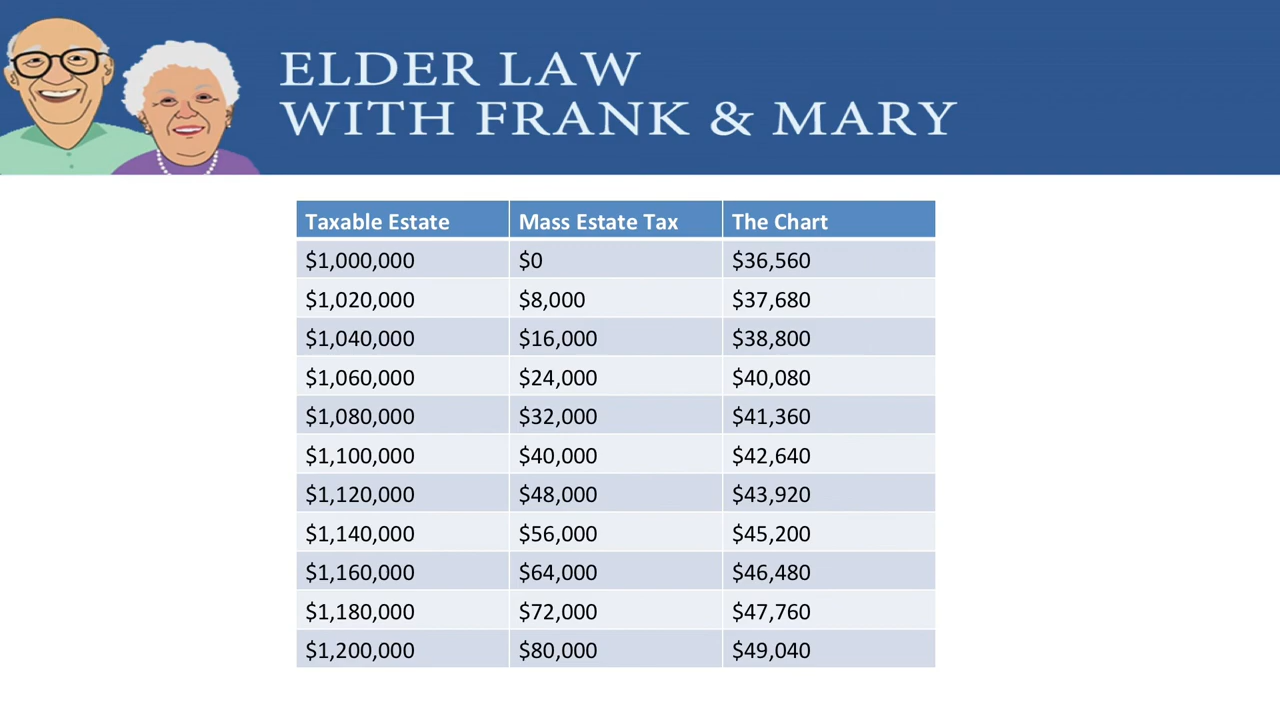 ELDER LAW
WITH FRANK & MARY
Taxable Estate Mass Estate Tax The Chart
$1,000,000 $0 $36,560
$1,020,000 $8,000 $37,680
$1,040,000 $16,000 $38,800
$1,060,000 $24,000 $40,080
$1,080,000 $32,000 $41,360
$1,100,000 $40,000 $42,640
$1,120,000 $48,000 $43,920
$1,140,000 $56,000 $45,200
$1,160,000 $64,000 $46,480
$1,180,000 $72,000 $47,760
$1,200,000 $80,000 $49,040